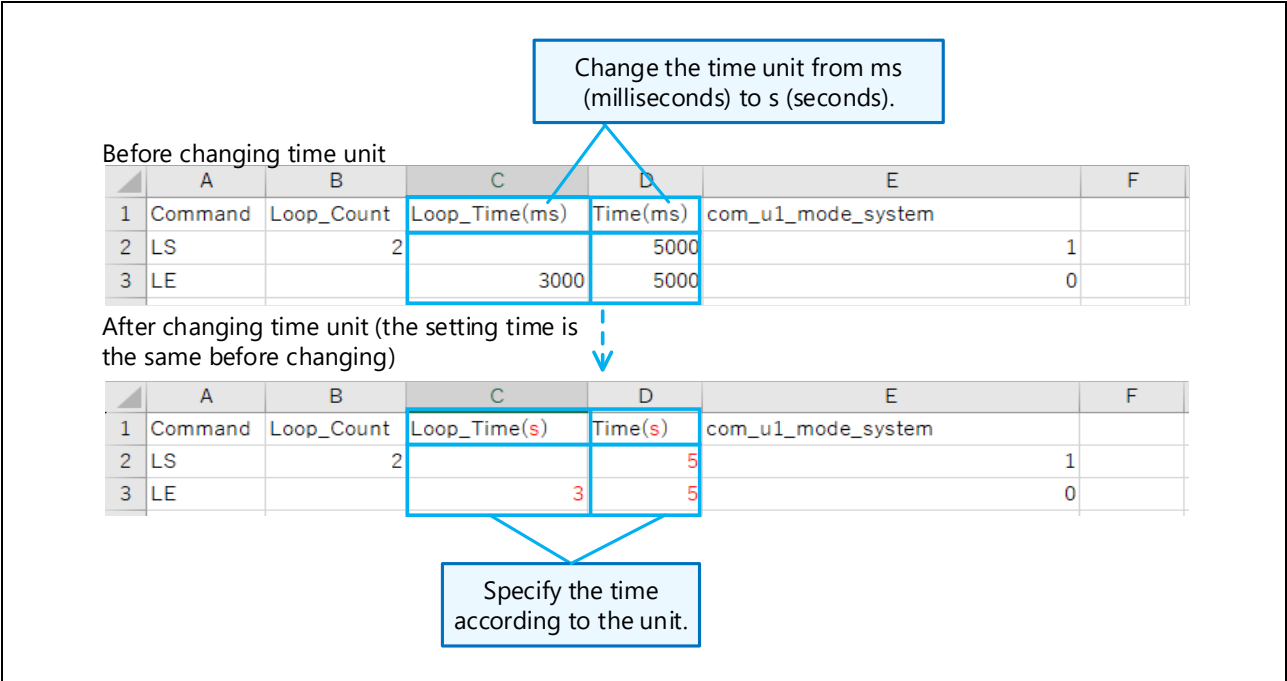 Change the time unit from ms
(milliseconds) to s (seconds).
Before changing time unit
A B C D E F
1 Command Loop_Count Loop_Time(ms) Time(ms) com_u1_mode_system
2 LS 2 5000 1
3 LE 3000 5000 0
After changing time unit (the setting time is
the same before changing)
A B C D E F
1 Command Loop_Count Loop_Time(s) Time(s) com_u1_mode_system
2 LS 2 5 1
3 LE 3 5 0
Specify the time
according to the unit.